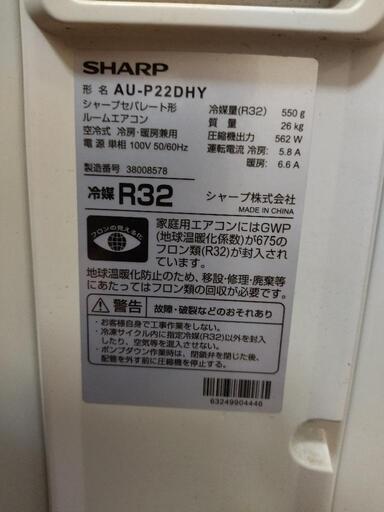 SHARP
形名 AU-P22DHY
シャープセパレート形
ルームエアコン
空冷式 冷房・暖房兼用
電源 単相 100V 50/60Hz
製造番号 38008578
冷媒量(R32) 550g
質量 26kg
圧縮機出力 562W
運転電流 冷房: 5.8A
暖房: 6.6A
冷媒 R32
シャープ株式会社
MADE IN CHINA
フロンの見える化
家庭用エアコンにはGWP
(地球温暖化係数)が675の
フロン類(R32)が封入され
ています。
地球温暖化防止のため、移設・修理・廃棄等
にあたってはフロン類の回収が必要です。
警告 故障・破裂などのおそれあり
・お客様自身で工事作業をしない。
・冷凍サイクル内に指定冷媒(R32)以外を封入
したり、空気等を混入させない。
・ポンプダウン作業時は、閉鎖弁を閉じた後、
配管を外す前に圧縮機を停止する。
63249904446